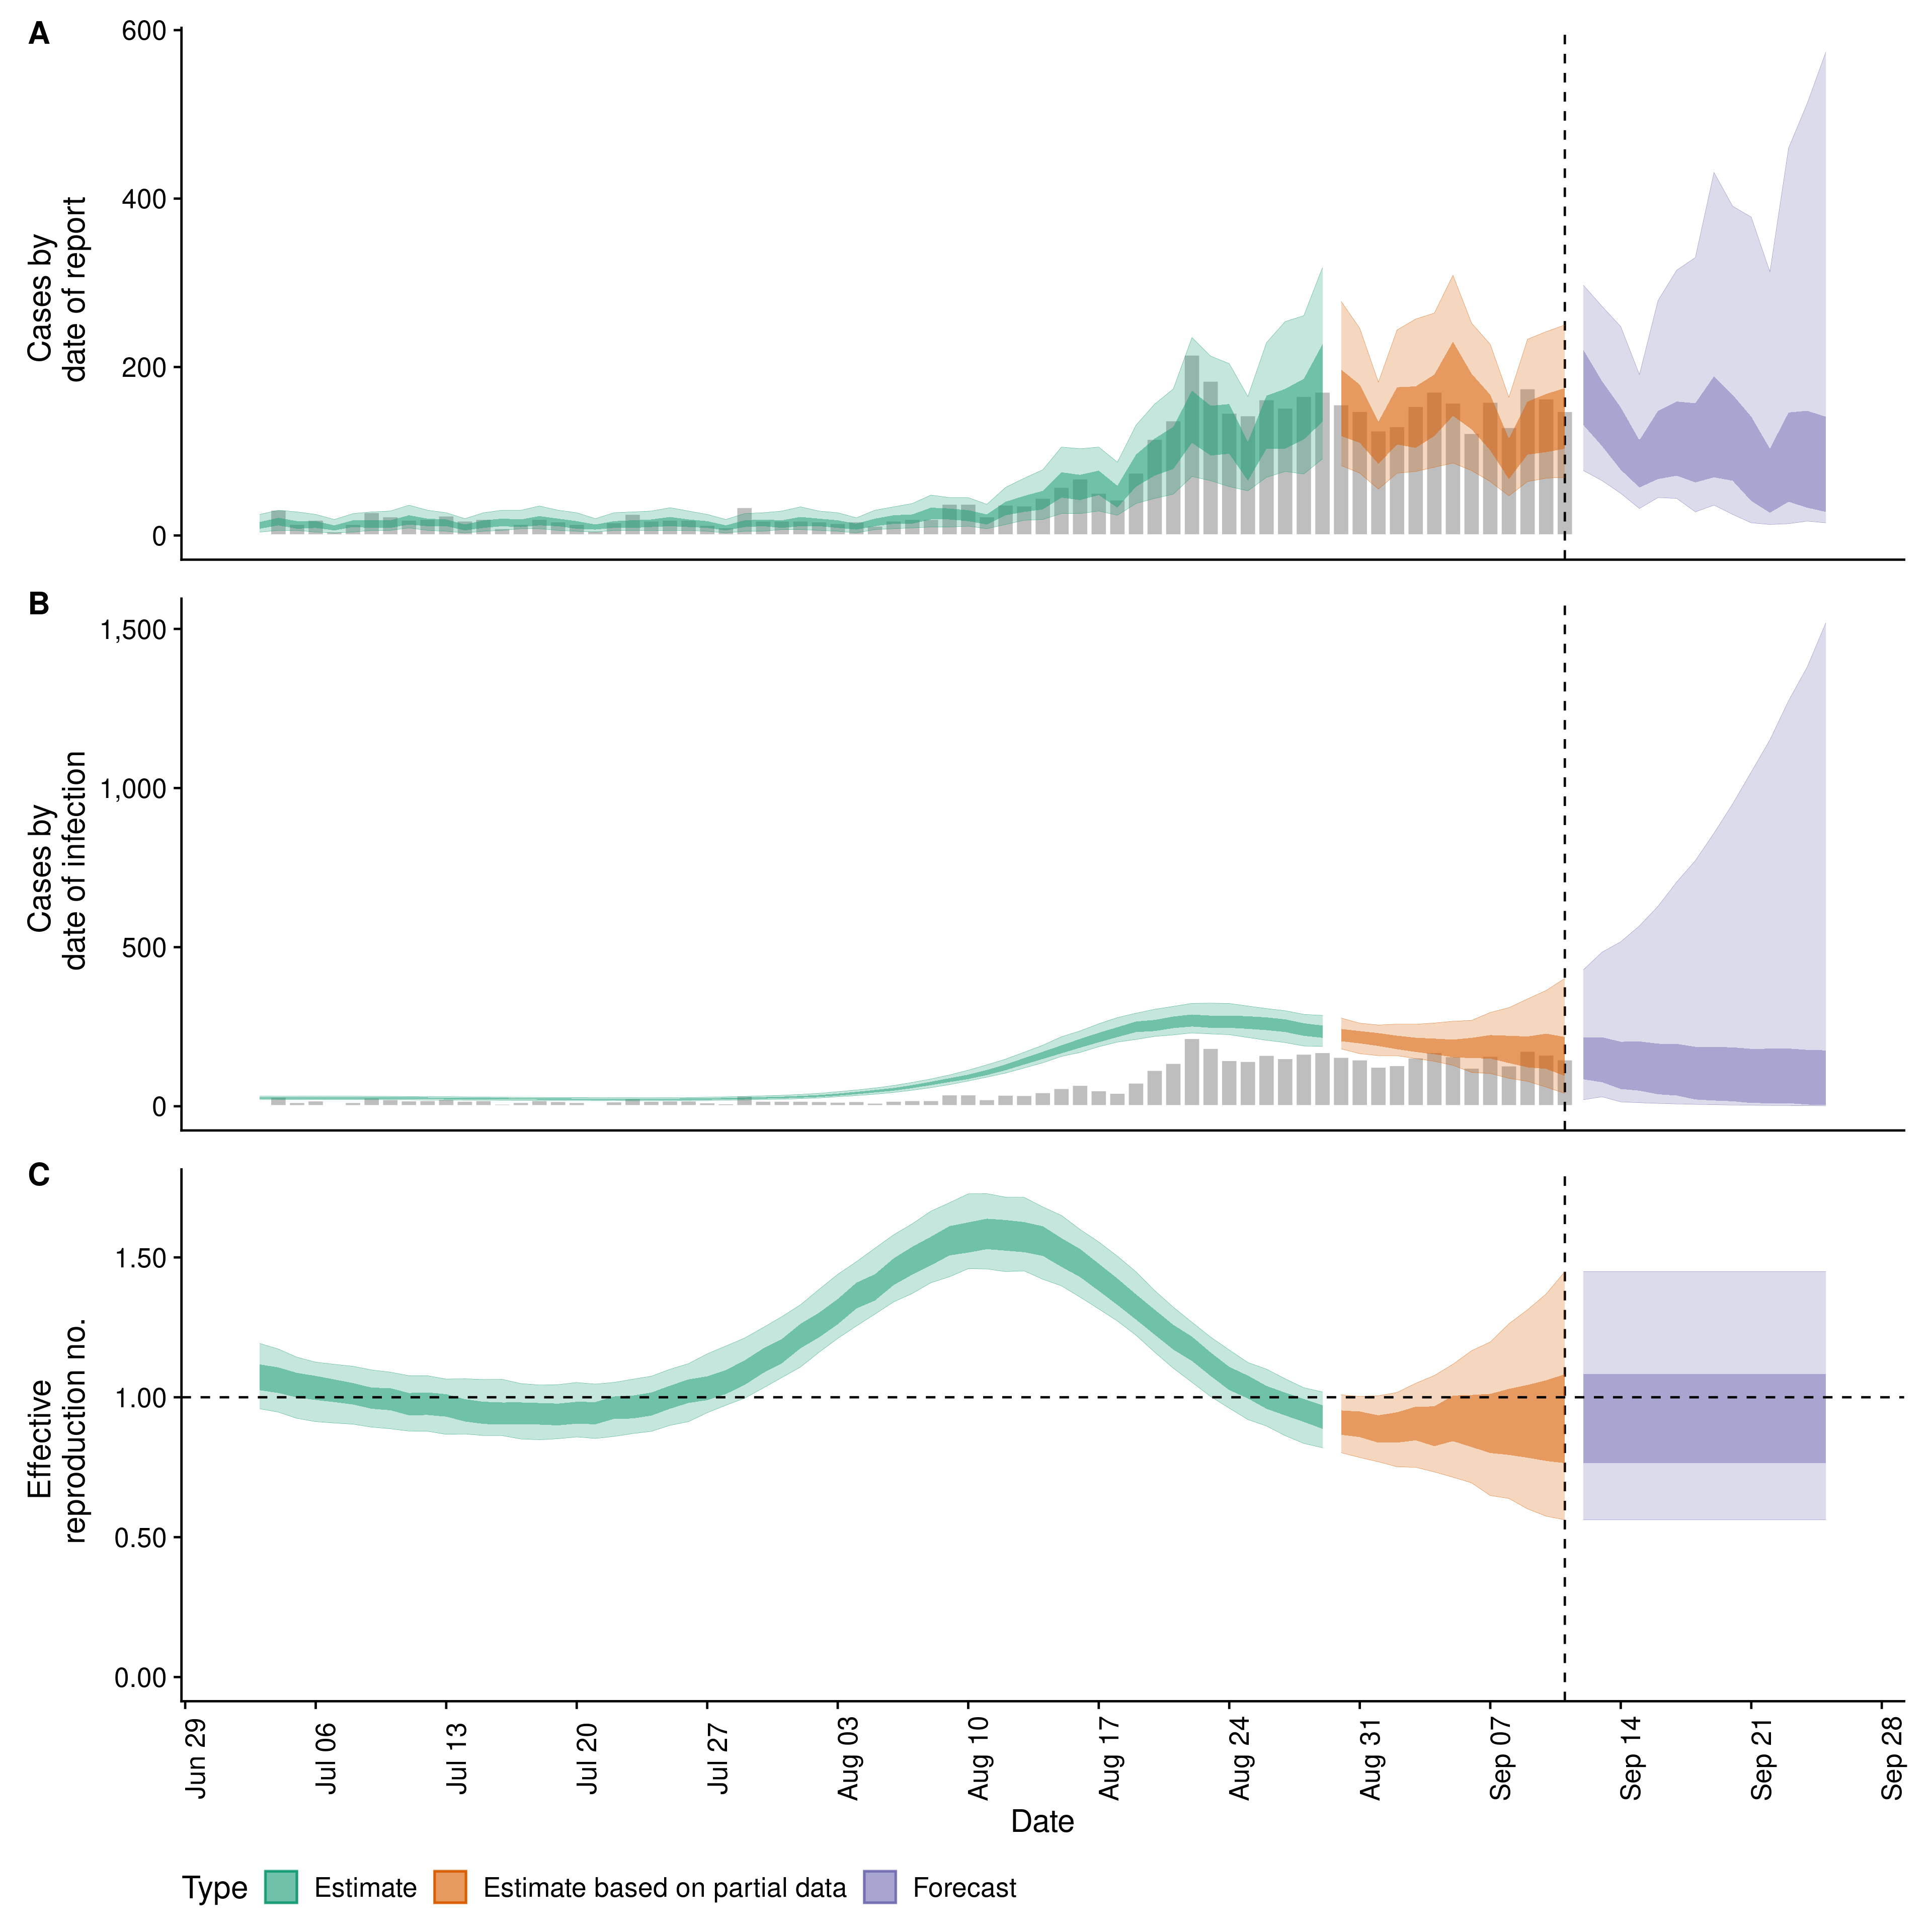 A
Cases by
date of report
600
400
200
0
B
Cases by
date of infection
1,500
1,000
500
0
C
Effective
reproduction no.
1.50
1.00
0.50
0.00
Jun 29
Jul 06
Jul 13
Jul 20
Jul 27
Aug 03
Aug 10
Aug 17
Aug 24
Aug 31
Sep 07
Sep 14
Sep 21
Sep 28
Date
Type
Estimate
Estimate based on partial data
Forecast